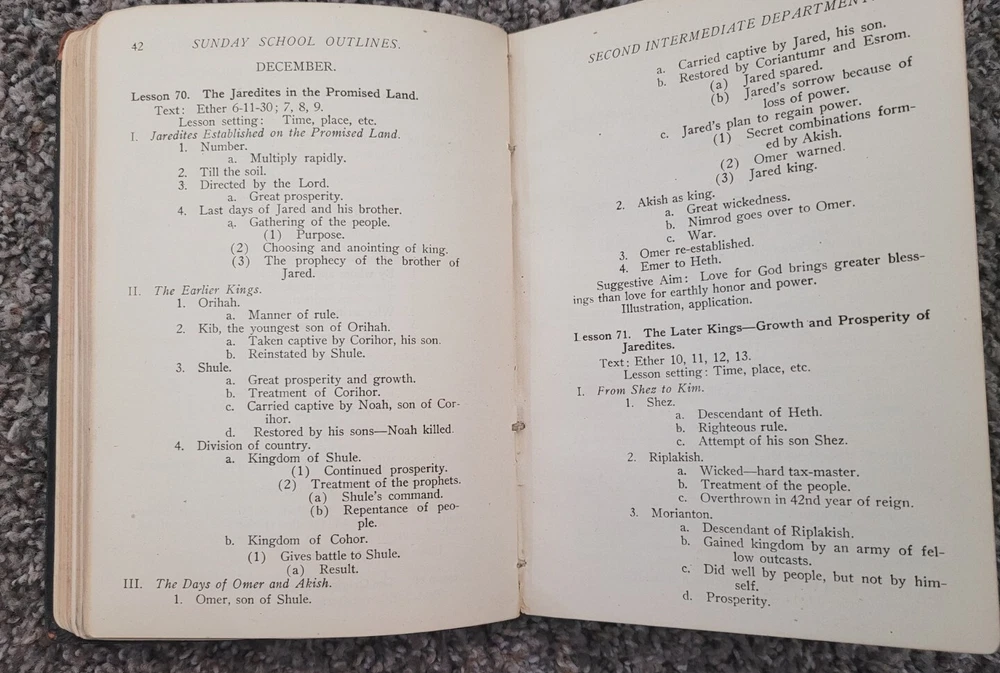 42
SUNDAY SCHOOL OUTLINES.
DECEMBER.
Lesson 70. The Jaredites in the Promised Land.
Text: Ether 6-11-30; 7, 8, 9.
Lesson setting: Time, place, etc.
I. Jaredites Established on the Promised Land.
1. Number.
a. Multiply rapidly.
2. Till the soil.
3. Directed by the Lord.
a. Great prosperity.
4. Last days of Jared and his brother.
a. Gathering of the people.
(1) Purpose.
(2) Choosing and anointing of king.
(3) The prophecy of the brother of
Jared.
II. The Earlier Kings.
1. Orihah.
a. Manner of rule.
2. Kib, the youngest son of Orihah.
a. Taken captive by Corihor, his son.
b. Reinstated by Shule.
3. Shule.
a. Great prosperity and growth.
b. Treatment of Corihor.
c. Carried captive by Noah, son of Cor-
ihor.
d. Restored by his sons—Noah killed.
4. Division of country.
a. Kingdom of Shule.
(1) Continued prosperity.
(2) Treatment of the prophets.
(a) Shule's command.
(b) Repentance of peo-
ple.
b. Kingdom of Cohor.
(1) Gives battle to Shule.
(a) Result.
III. The Days of Omer and Akish.
1. Omer, son of Shule.
SECOND INTERMEDIATE DEPARTMENT
a. Carried captive by Jared, his son.
b. Restored by Coriantumr and Esrom.
(a) Jared spared.
(b) Jared's sorrow because of
loss of power.
c. Jared's plan to regain power.
(1) Secret combinations form-
ed by Akish.
(2) Omer warned.
(3) Jared king.
2. Akish as king.
a. Great wickedness.
b. Nimrod goes over to Omer.
c. War.
3. Omer re-established.
4. Emer to Heth.
Suggestive Aim: Love for God brings greater bless-
ings than love for earthly honor and power.
Illustration, application.
Lesson 71. The Later Kings—Growth and Prosperity of
Jaredites.
Text: Ether 10, 11, 12, 13.
Lesson setting: Time, place, etc.
I. From Shez to Kim.
1. Shez.
a. Descendant of Heth.
b. Righteous rule.
c. Attempt of his son Shez.
2. Riplakish.
a. Wicked—hard tax-master.
b. Treatment of the people.
c. Overthrown in 42nd year of reign.
3. Morianton.
a. Descendant of Riplakish.
b. Gained kingdom by an army of fel-
low outcasts.
c. Did well by people, but not by him-
self.
d. Prosperity.